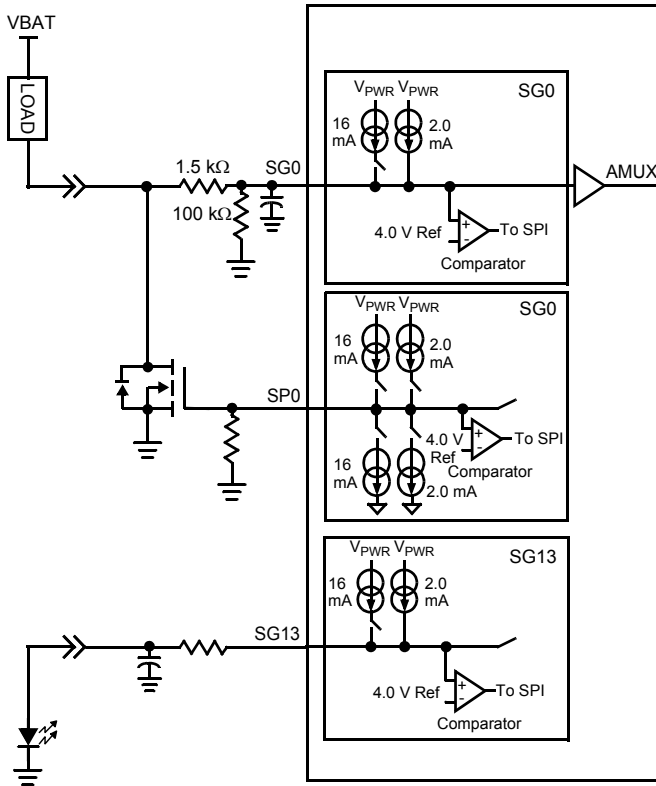 VBAT
LOAD
1.5 kΩ
100 kΩ
SG0
VPWR VPWR
SG0
16 mA
2.0 mA
4.0 V Ref
To SPI
Comparator
AMUX
VPWR VPWR
SG0
16 mA
2.0 mA
SP0
4.0 V Ref
To SPI
Comparator
16 mA
2.0 mA
VPWR VPWR
SG13
16 mA
2.0 mA
SG13
4.0 V Ref
To SPI
Comparator
+
-
+
-
+
-